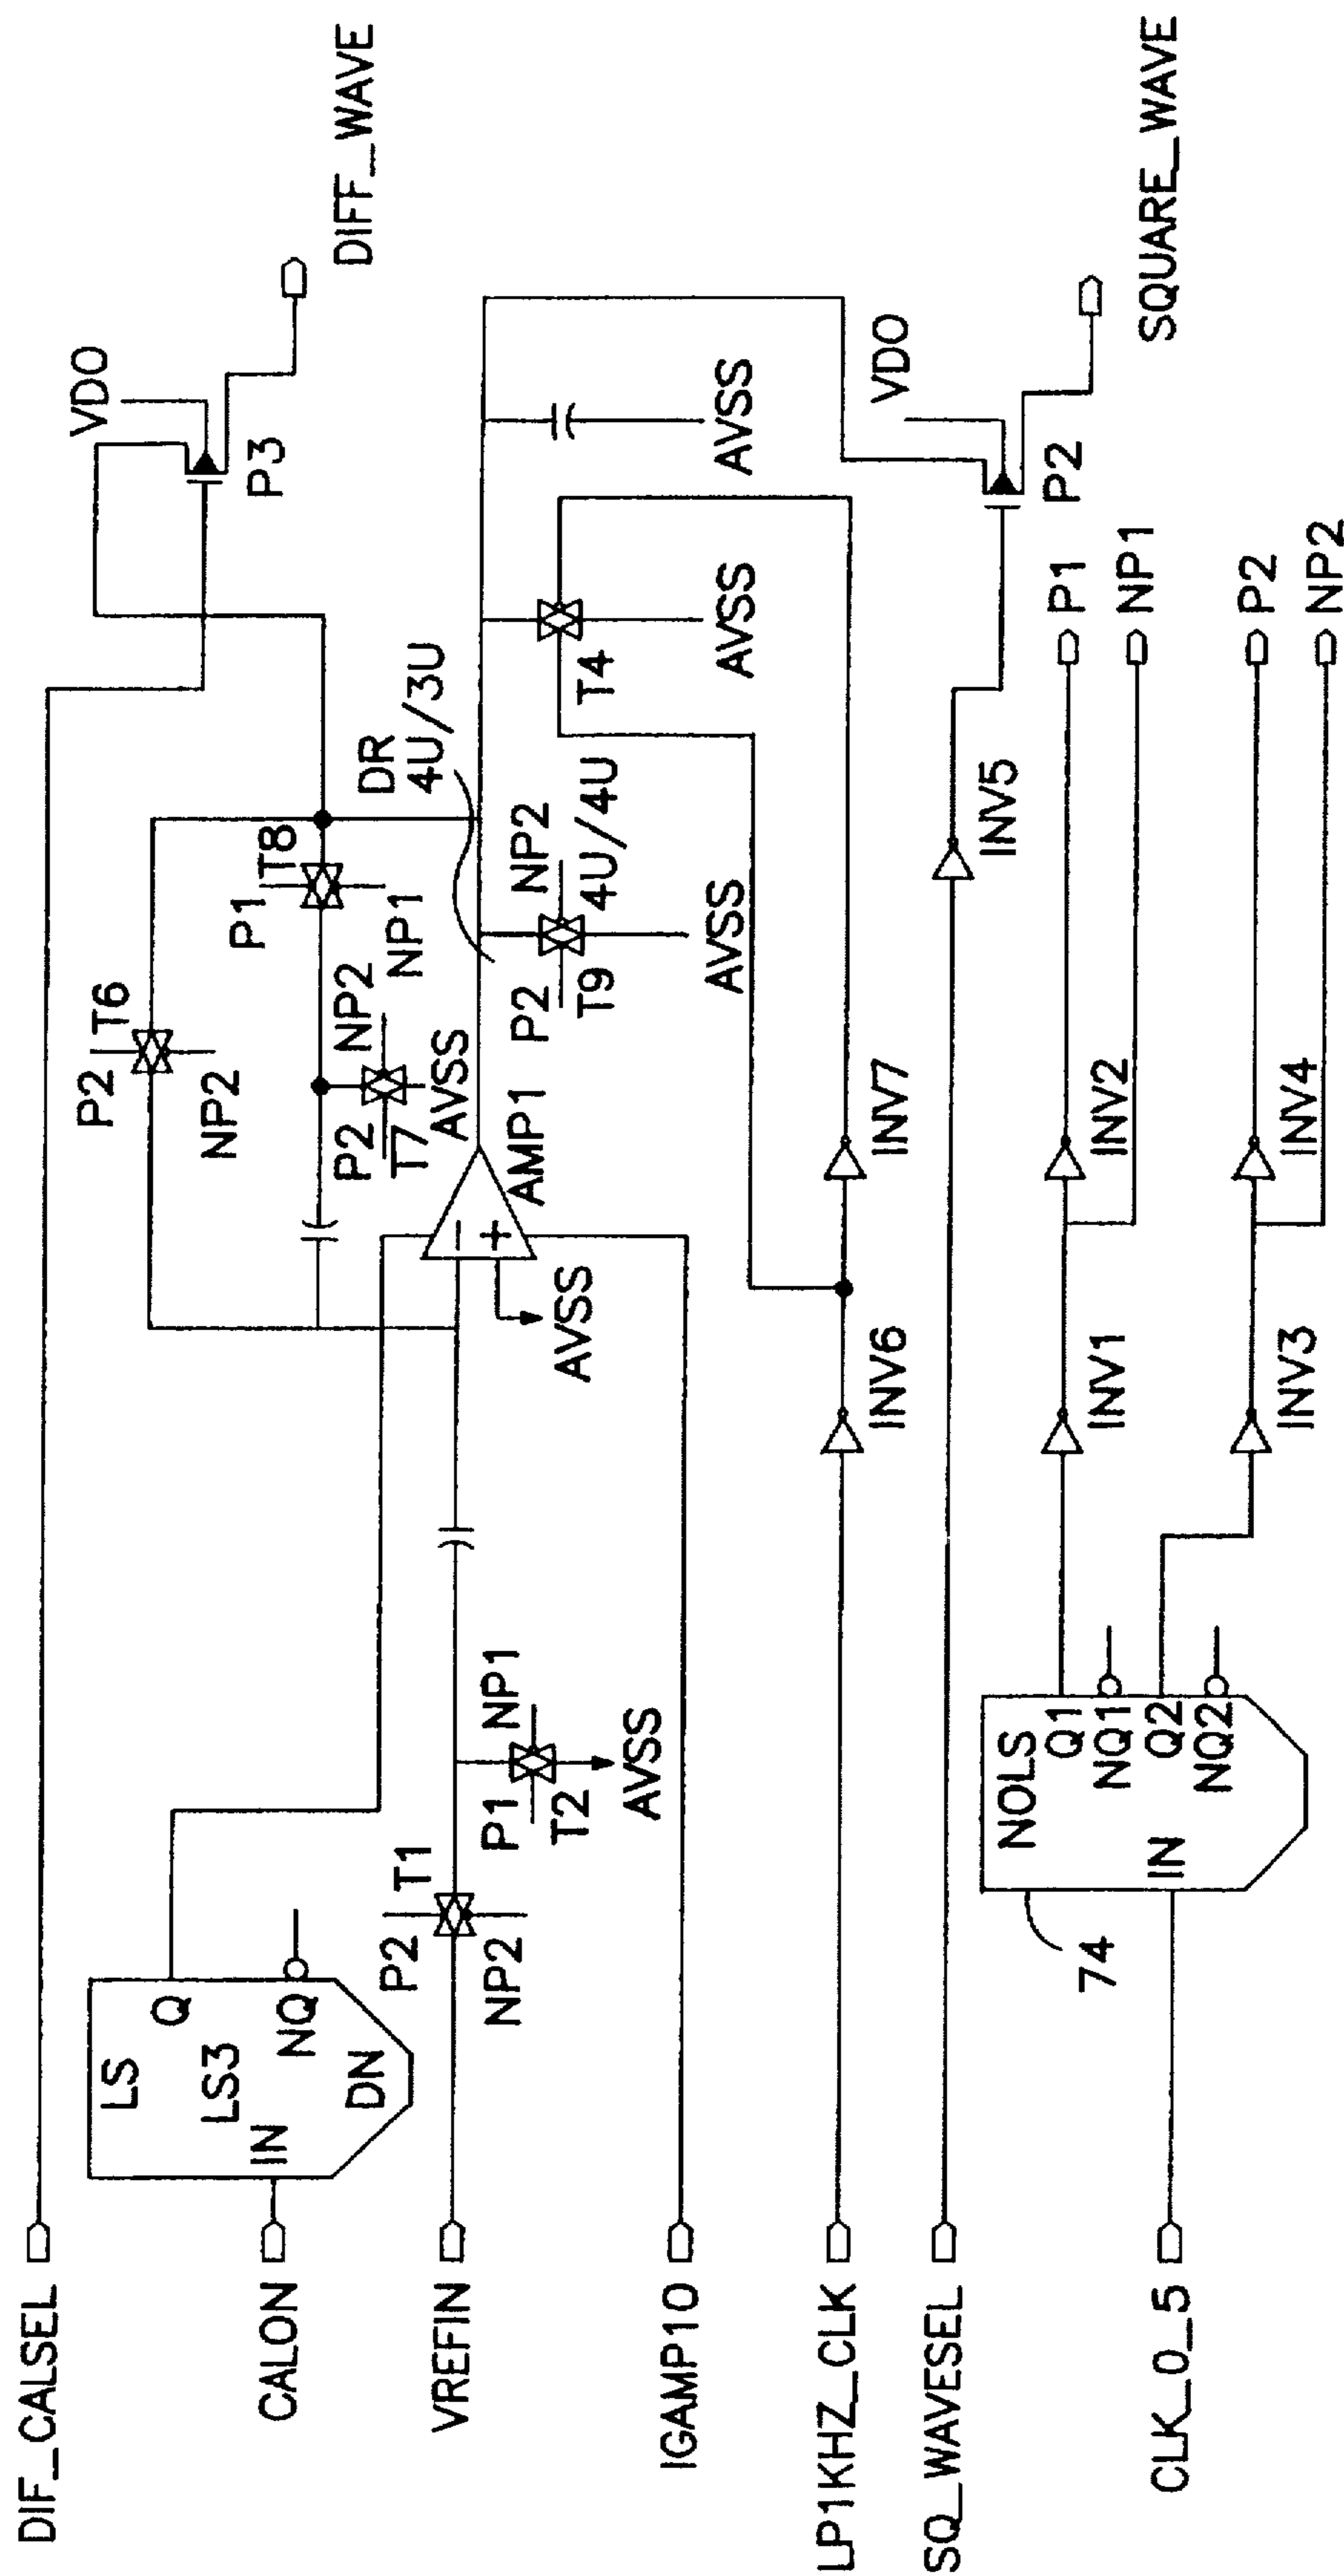 DIF_CALSEL
CALON
VREFIN
IGAMP10
LP1KHZ_CLK
SQ_WAVESEL
CLK_0_5
LS
Q
LS3
NQ
IN
DN
P2
T1
NP2
P1
NP1
T2
AVSS
P2
T6
NP2
P1
T8
NP1
P2
NP2
T7
AVSS
AMP1
−
+
AVSS
DR
4U/3U
P2
NP2
T9
4U/4U
AVSS
T4
AVSS
AVSS
VDO
P3
DIFF_WAVE
VDO
P2
SQUARE_WAVE
INV6
INV7
INV5
NOLS
Q1
NQ1
Q2
NQ2
IN
74
INV1
INV2
P1
NP1
INV3
INV4
P2
NP2